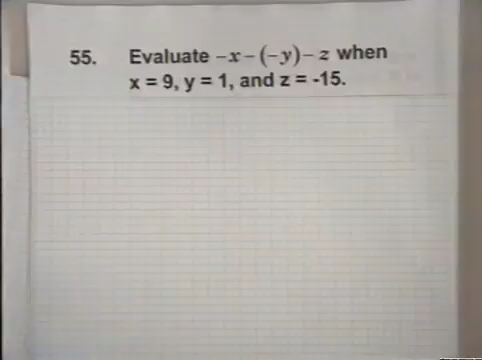 55. Evaluate −x−(−y)−z when
x = 9, y = 1, and z = -15.